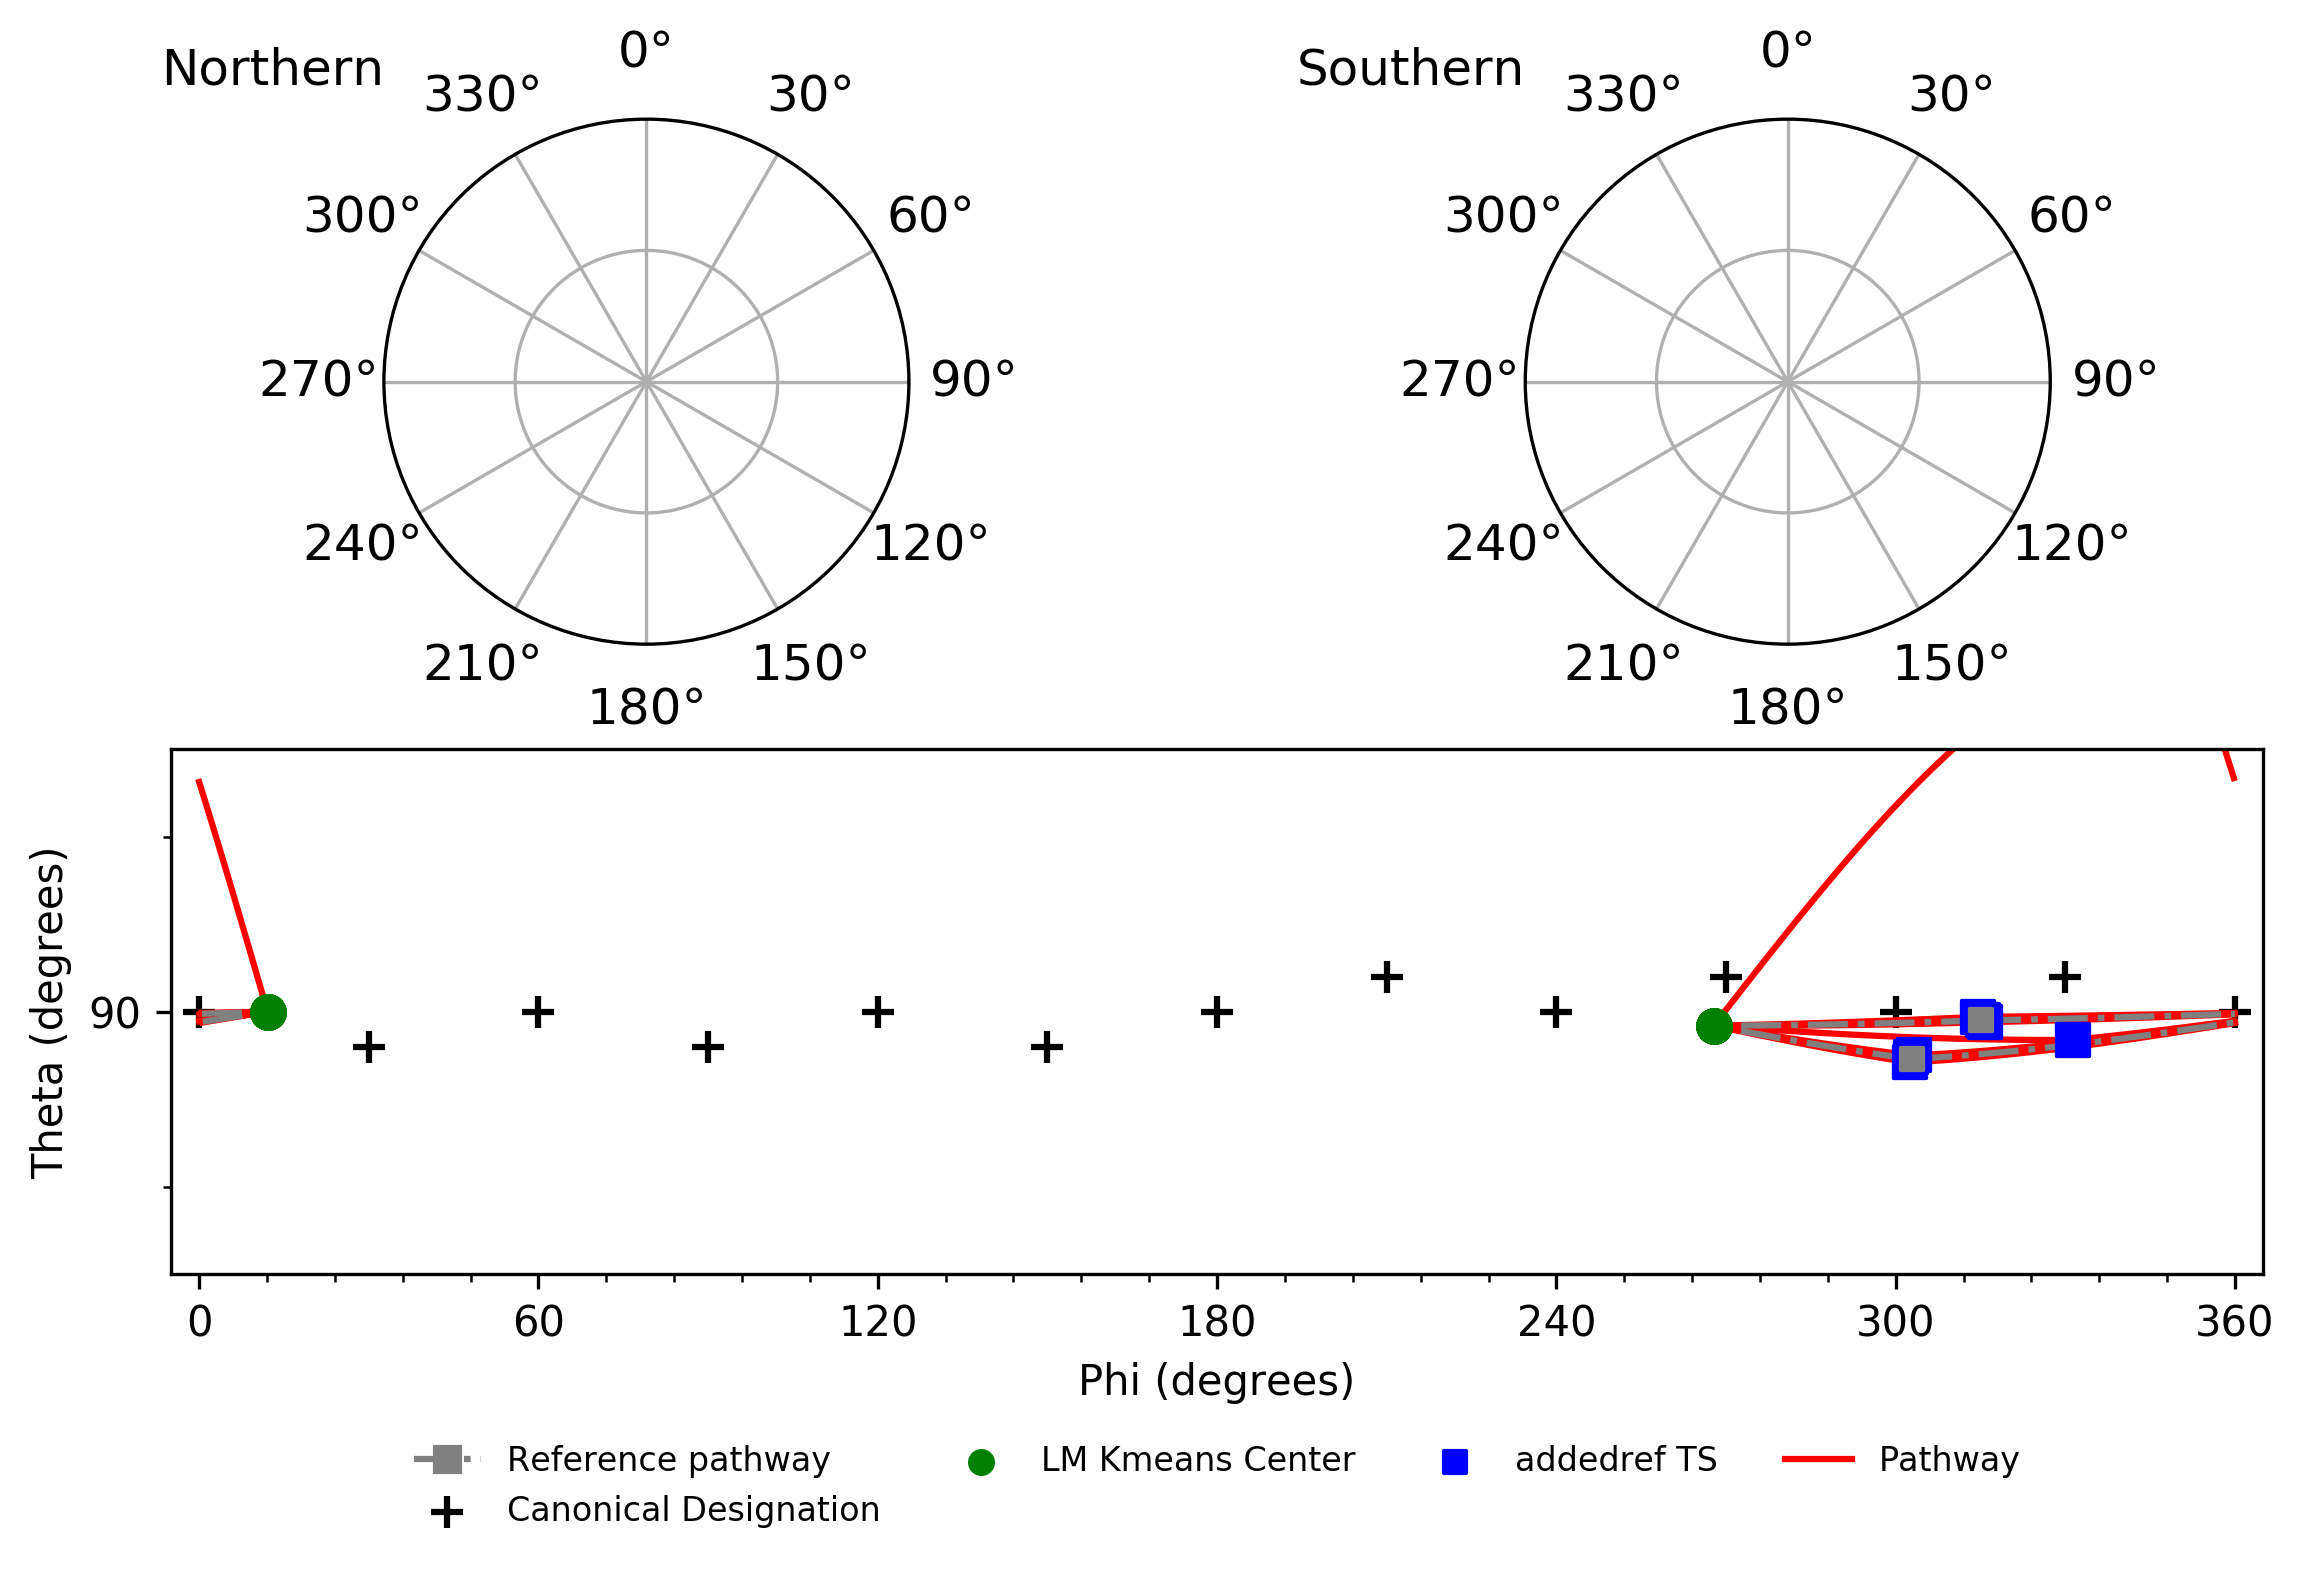 Northern
0°
30°
60°
90°
120°
150°
180°
210°
240°
270°
300°
330°
Southern
0°
30°
60°
90°
120°
150°
180°
210°
240°
270°
300°
330°
Theta (degrees)
90
0 60 120 180 240 300 360
Phi (degrees)
Reference pathway
Canonical Designation
LM Kmeans Center
addedref TS
Pathway